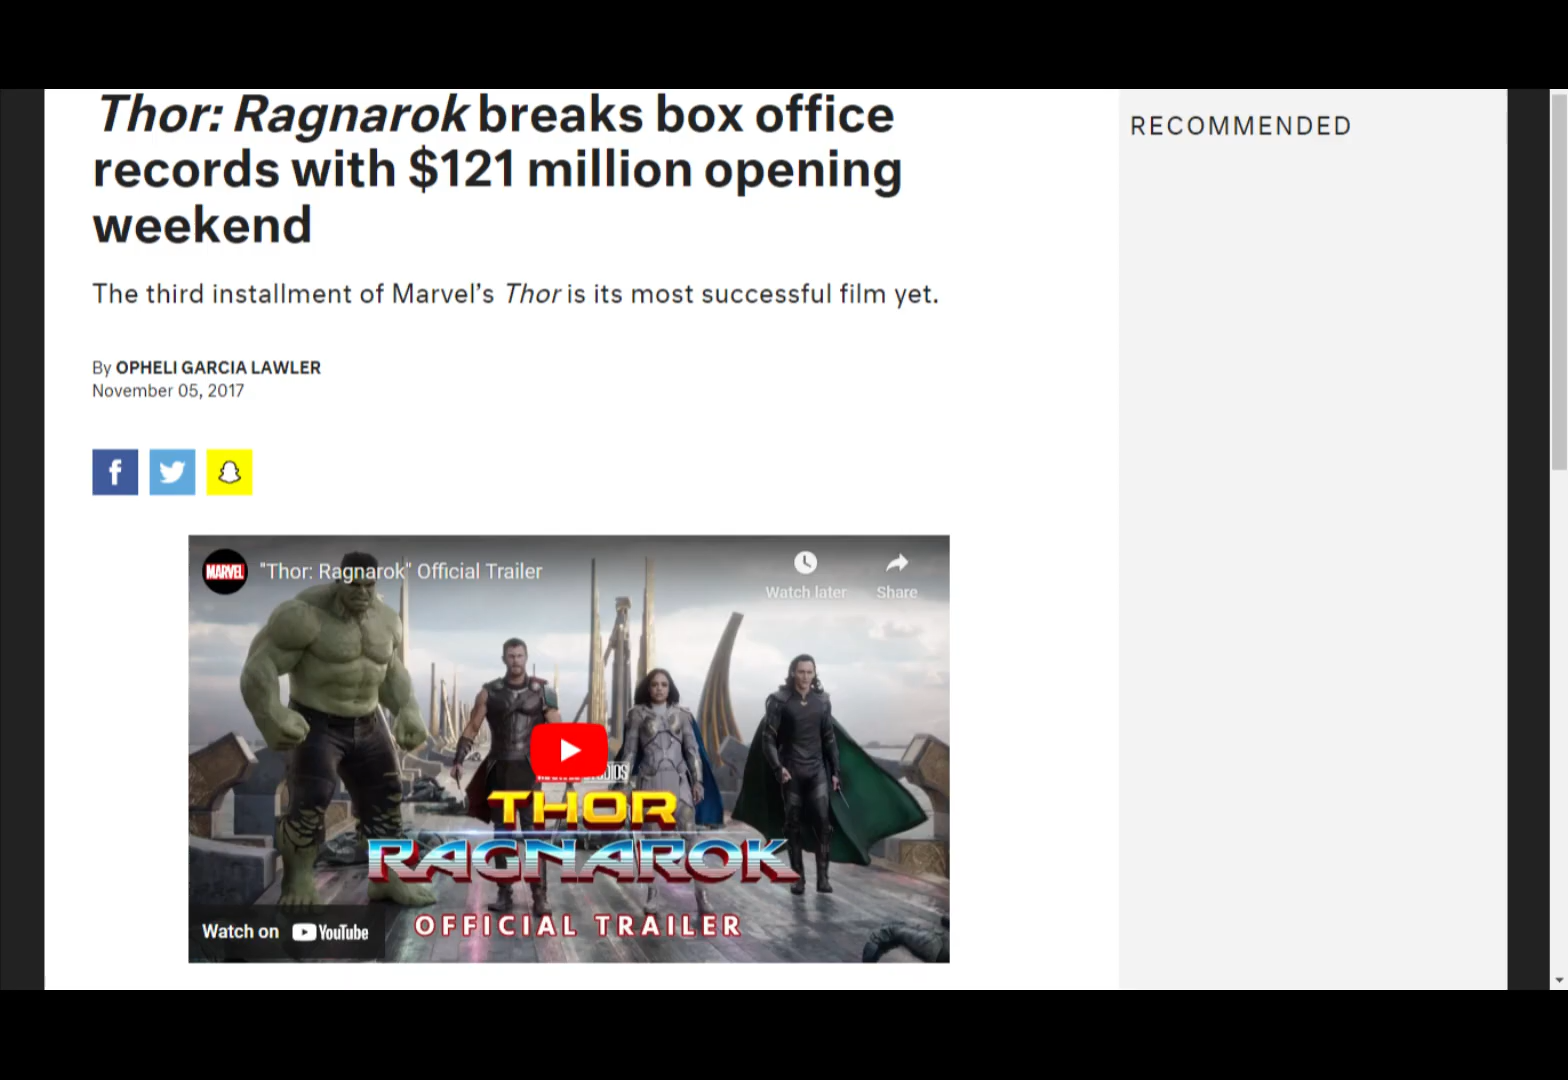 Thor: Ragnarok breaks box office
records with $121 million opening
weekend
RECOMMENDED
The third installment of Marvel’s Thor is its most successful film yet.
By OPHELI GARCIA LAWLER
November 05, 2017
f
MARVEL "Thor: Ragnarok" Official Trailer
Watch later
Share
THOR
RAGNAROK
OFFICIAL TRAILER
Watch on YouTube